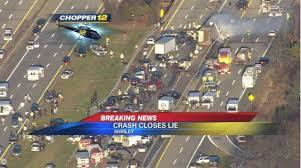 CHOPPER 12
BREAKING NEWS
CRASH CLOSES LIE
SHIRLEY